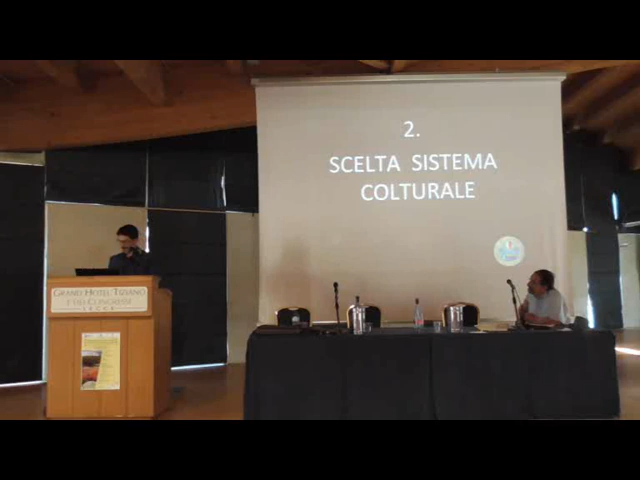 2.
SCELTA SISTEMA
COLTURALE
GRAND HOTEL TIZIANO
E DEI CONGRESSI
LECCE